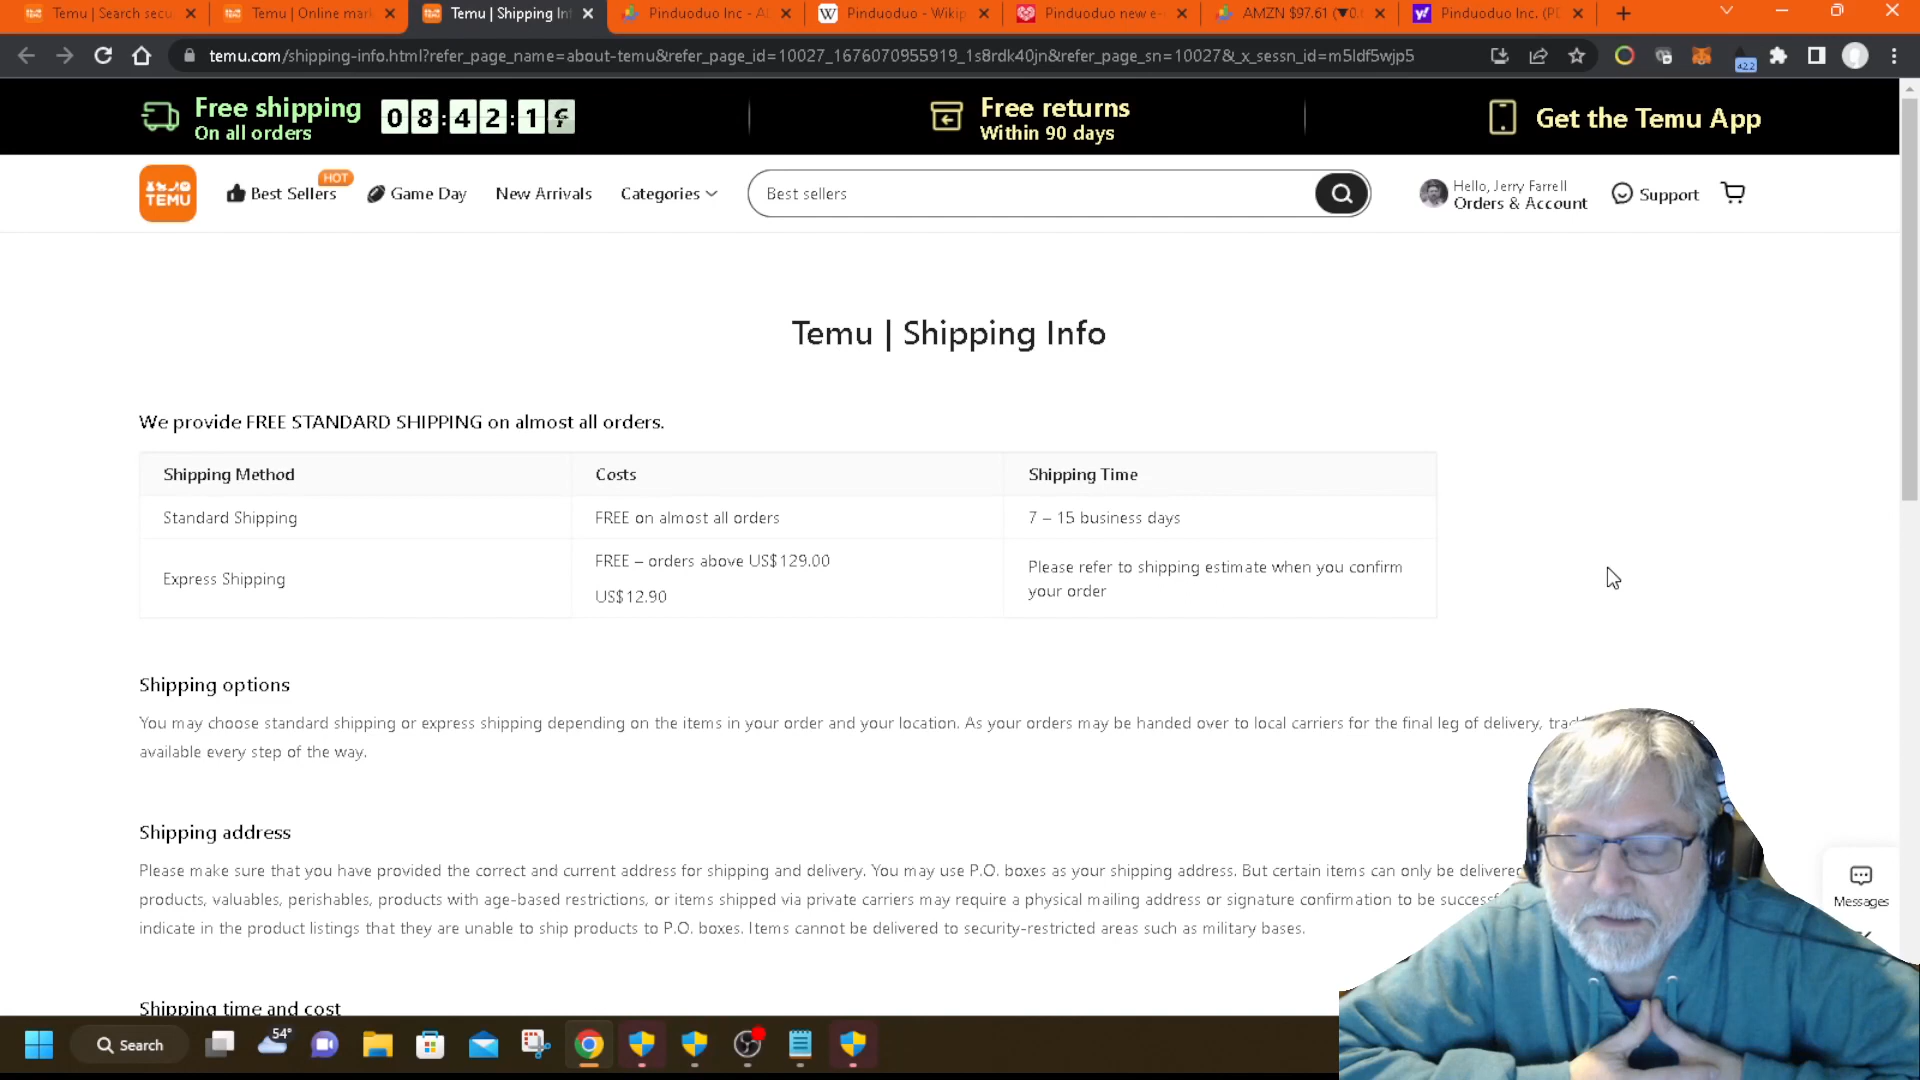 Temu | Search secu
Temu | Online mar
Temu | Shipping In
Pinduoduo Inc - A
Pinduoduo - Wikip
Pinduoduo new e-
AMZN $97.61 (▼0.
Pinduoduo Inc. (P
temu.com/shipping-info.html?refer_page_name=about-temu&refer_page_id=10027_1676070955919_1s8rdk40jn&refer_page_sn=10027&_x_sessn_id=m5ldf5wjp5
422
Free shipping
On all orders
08:42:1
Free returns
Within 90 days
Get the Temu App
TEMU
Best Sellers
HOT
Game Day
New Arrivals
Categories
Best sellers
Hello, Jerry Farrell
Orders & Account
Support
Temu | Shipping Info
We provide FREE STANDARD SHIPPING on almost all orders.
Shipping Method Costs Shipping Time
Standard Shipping FREE on almost all orders 7 – 15 business days
Express Shipping
FREE – orders above US$129.00
US$12.90
Please refer to shipping estimate when you confirm
your order
Shipping options
You may choose standard shipping or express shipping depending on the items in your order and your location. As your orders may be handed over to local carriers for the final leg of delivery,
available every step of the way.
Shipping address
Please make sure that you have provided the correct and current address for shipping and delivery. You may use P.O. boxes as your shipping address. But certain items can only be delivered
products, valuables, perishables, products with age-based restrictions, or items shipped via private carriers may require a physical mailing address or signature confirmation to be
indicate in the product listings that they are unable to ship products to P.O. boxes. Items cannot be delivered to security-restricted areas such as military bases.
Messages
Shipping time and cost
54°
Search